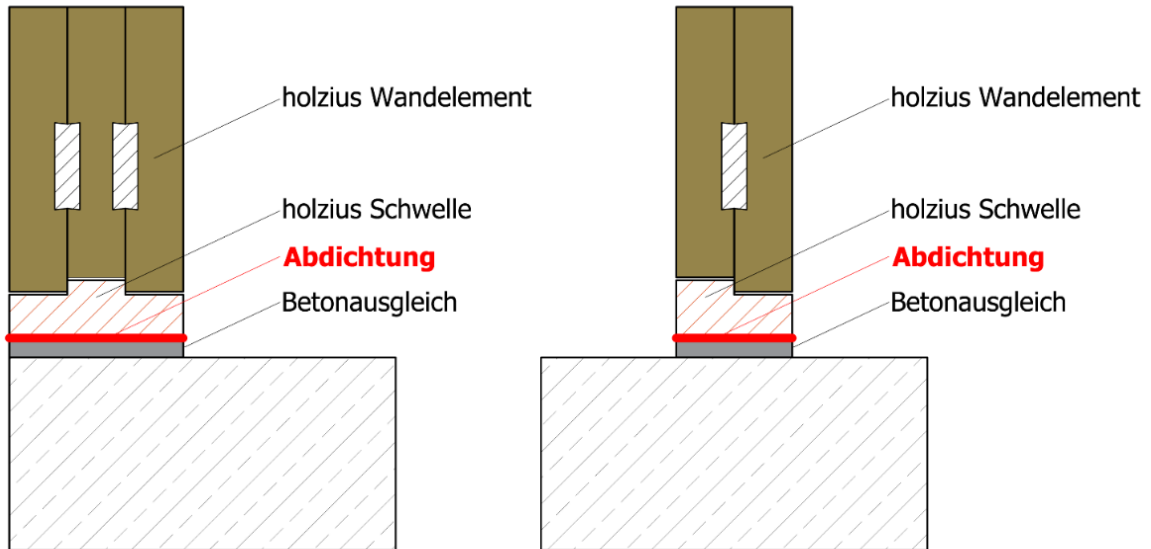 holzius Wandelement
holzius Schwelle
Abdichtung
Betonausgleich
holzius Wandelement
holzius Schwelle
Abdichtung
Betonausgleich